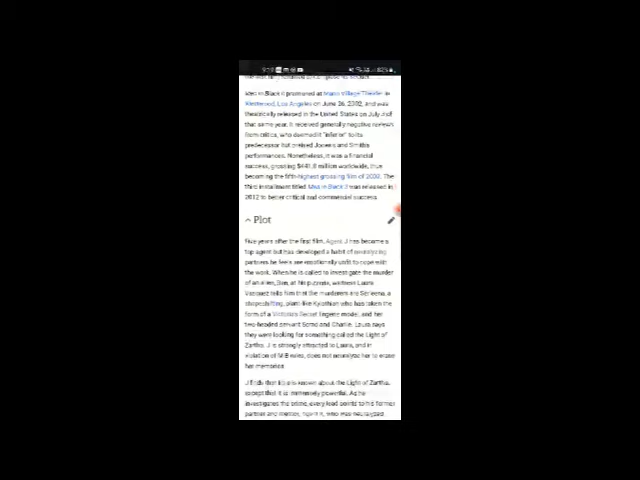 Men in Black II premiered at Mann Village Theater in
Westwood, Los Angeles on June 26, 2002, and was
theatrically released in the United States on July 3 of
that same year. It received generally negative reviews
from critics, who deemed it "inferior" to its
predecessor but praised Jones's and Smith's
performances. Nonetheless, it was a financial
success, grossing $441.8 million worldwide, thus
becoming the fifth-highest grossing film of 2002. The
third installment titled Men in Black 3 was released in
2012 to better critical and commercial success.
Plot
Five years after the first film, Agent J has become a
top agent but has developed a habit of neuralyzing
partners he feels are emotionally unfit to cope with
the work. When he is called to investigate the murder
of an alien, Ben, at his pizzeria, waitress Laura
Vasquez tells him that the murderers are Serleena, a
shapeshifting, plant-like Kylothian who has taken the
form of a Victoria's Secret lingerie model, and her
two-headed servant Scrad and Charlie. Laura says
they were looking for something called the Light of
Zartha. J is strongly attracted to Laura, and in
violation of MiB rules, does not neuralyze her to erase
her memories.
J finds that little is known about the Light of Zartha,
except that it is immensely powerful. As he
investigates the crime, every lead points to his former
partner and mentor, Agent K, who was neuralyzed